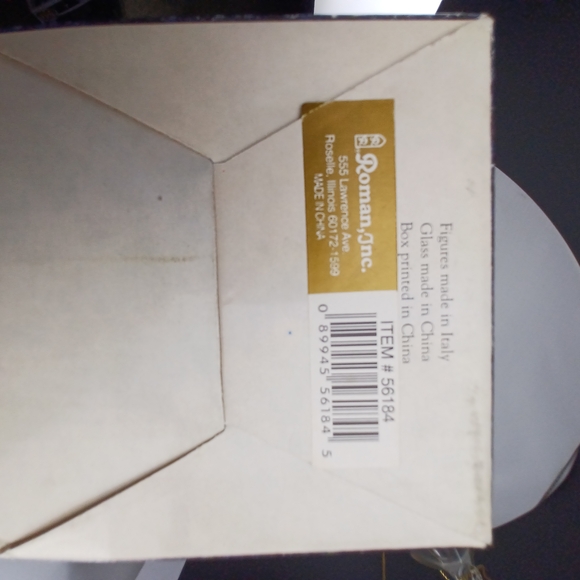 Figures made in Italy
Glass made in China
Box printed in China
Roman, Inc.
555 Lawrence Ave
Roselle, Illinois 60172-1599
MADE IN CHINA
ITEM # 56184
0 89945 56184 5